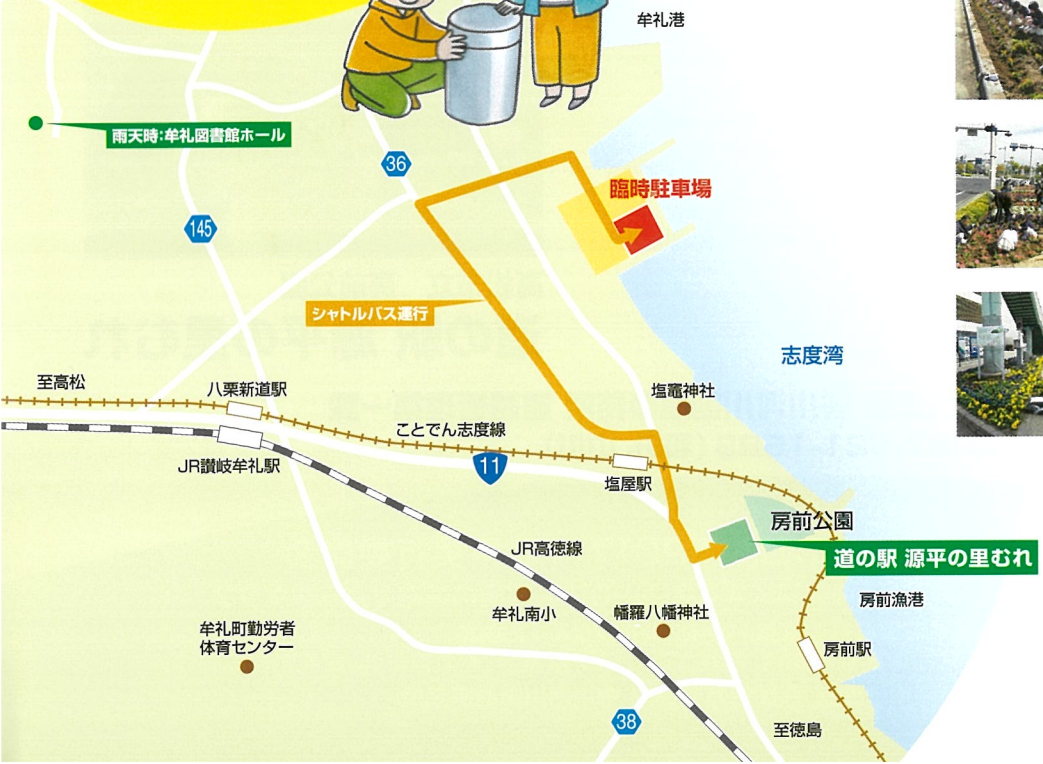 牟礼港
雨天時:牟礼図書館ホール
36
臨時駐車場
145
シャトルバス運行
志度湾
至高松
八栗新道駅
塩竈神社
ことでん志度線
JR讃岐牟礼駅
11
塩屋駅
房前公園
JR高徳線
道の駅 源平の里むれ
牟礼南小
幡羅八幡神社
房前漁港
牟礼町勤労者
体育センター
房前駅
38
至徳島